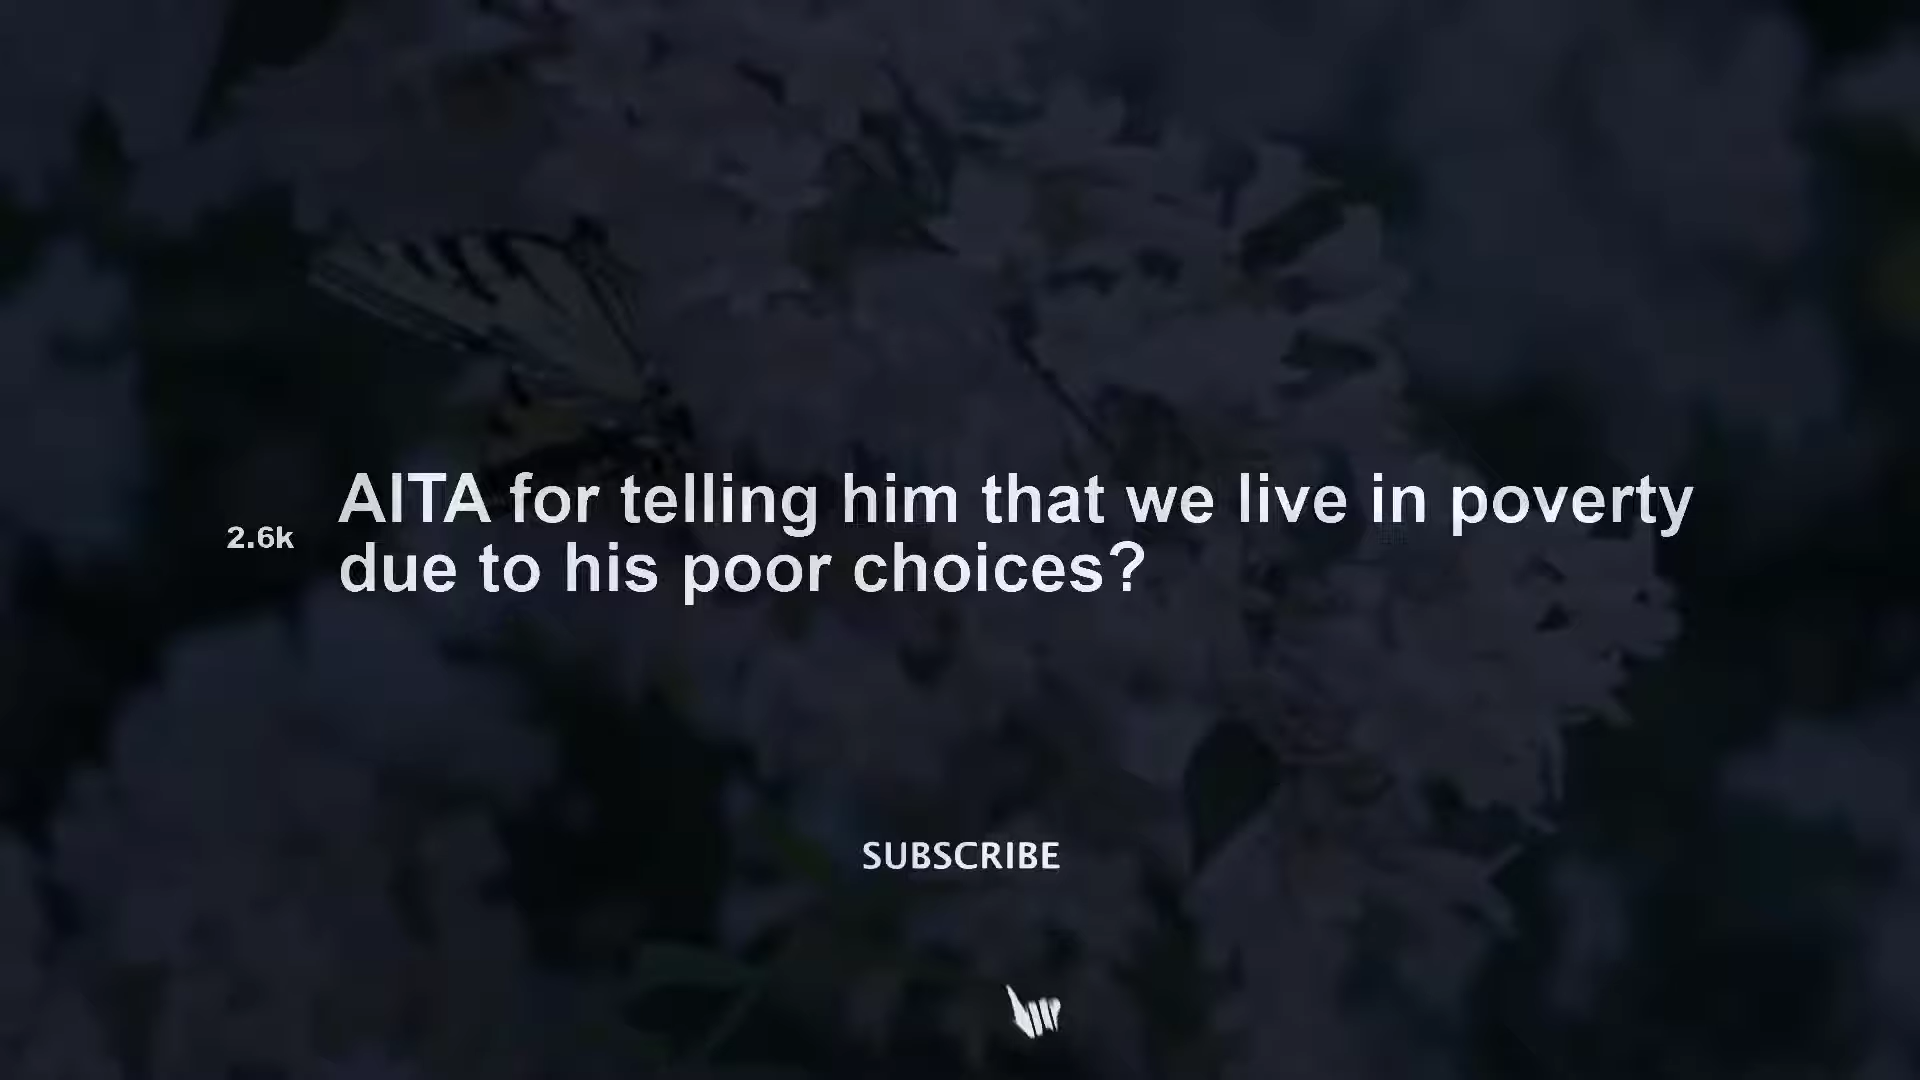 AITA for telling him that we live in poverty
2.6k
due to his poor choices?
SUBSCRIBE